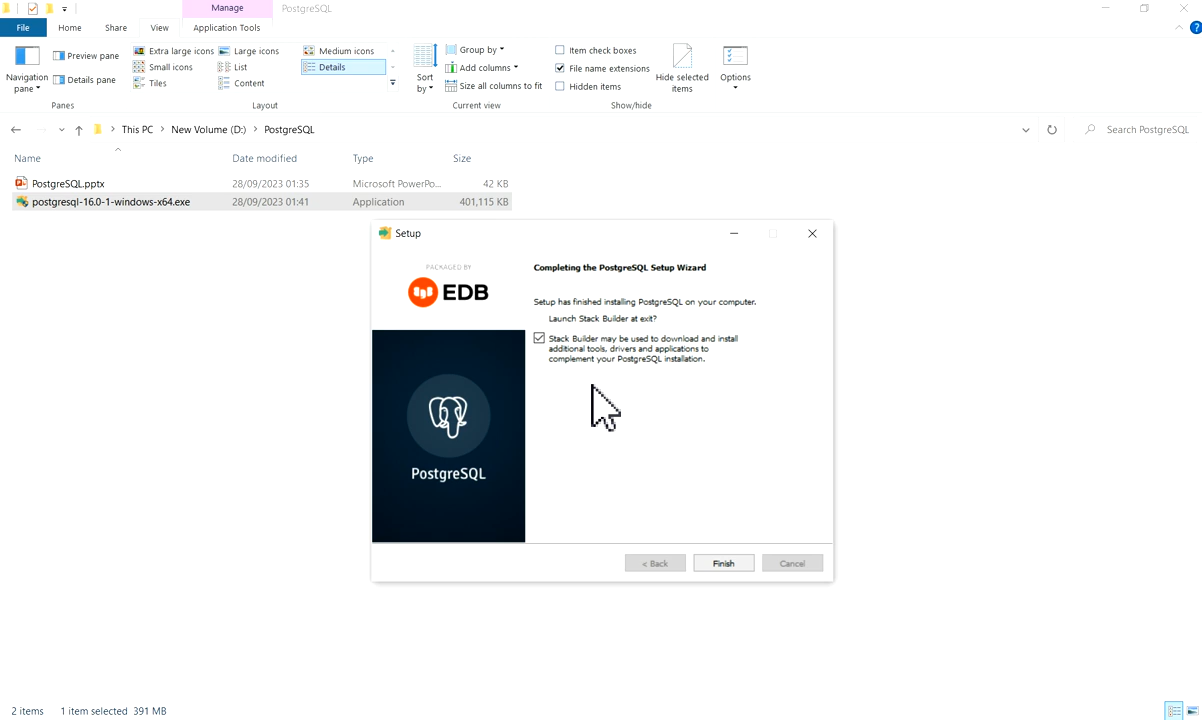 Manage
PostgreSQL
File
Home
Share
View
Application Tools
Navigation pane
Preview pane
Details pane
Panes
Extra large icons
Large icons
Medium icons
Small icons
List
Details
Tiles
Content
Layout
Sort by
Group by
Add columns
Size all columns to fit
Current view
Item check boxes
File name extensions
Hidden items
Hide selected items
Show/hide
Options
This PC > New Volume (D:) > PostgreSQL
Search PostgreSQL
Name Date modified Type Size
PostgreSQL.pptx 28/09/2023 01:35 Microsoft PowerPo... 42 KB
postgresql-16.0-1-windows-x64.exe 28/09/2023 01:41 Application 401,115 KB
Setup
PACKAGED BY
EDB
PostgreSQL
Completing the PostgreSQL Setup Wizard
Setup has finished installing PostgreSQL on your computer.
Launch Stack Builder at exit?
Stack Builder may be used to download and install
additional tools, drivers and applications to
complement your PostgreSQL installation.
< Back
Finish
Cancel
2 items 1 item selected 391 MB